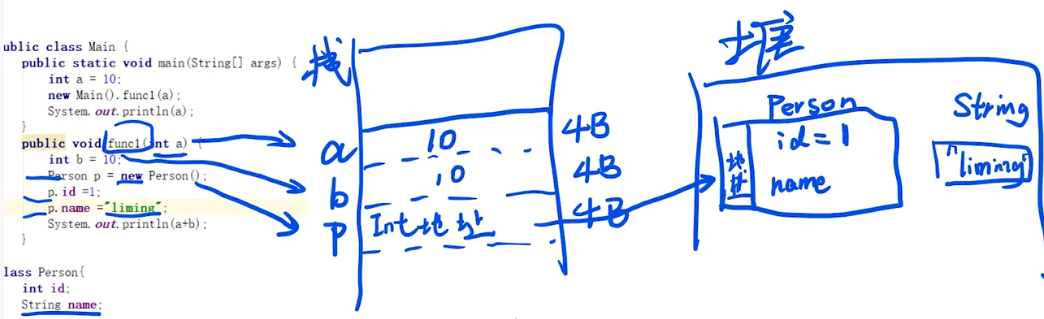 ublic class Main {
public static void main(String[] args) {
int a = 10;
new Main().func1(a);
System.out.println(a);
}
public void func1(int a) {
int b = 10;
Person p = new Person();
p.id =1;
p.name ="liming";
System.out.println(a+b);
}
lass Person{
int id;
String name;
栈
a 10 4B
b 10 4B
p Int地址 4B
堆
Person
地址
id=1
name
String
"liming"